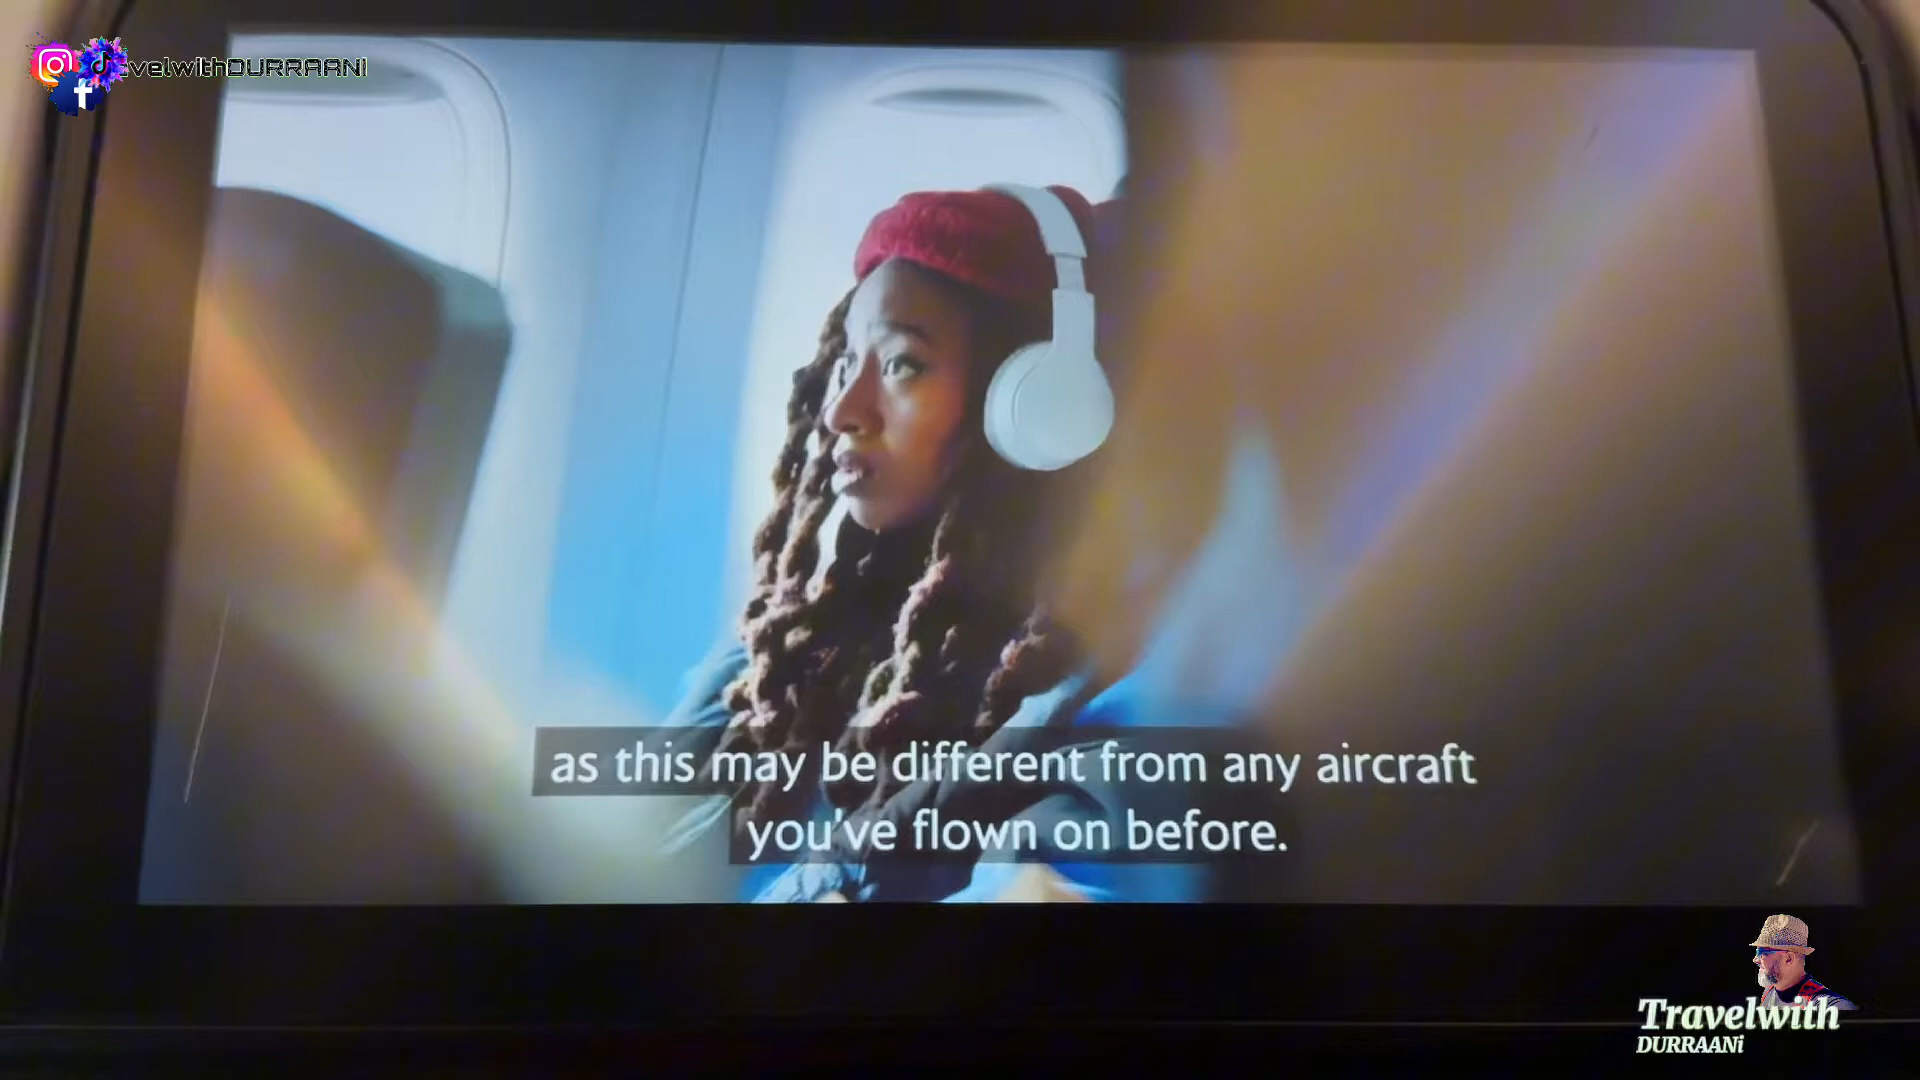 velwithDURRAANI
as this may be different from any aircraft
you've flown on before.
Travelwith
DURRAANi